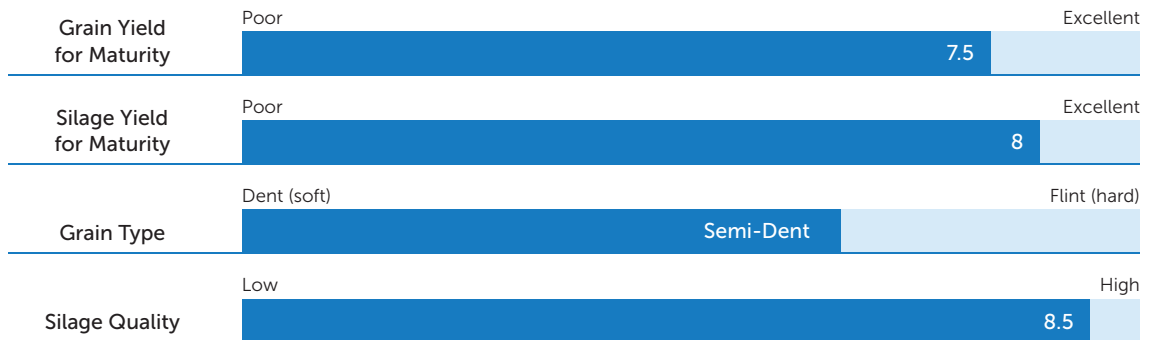 Grain Yield
for Maturity
Poor
Excellent
7.5
Silage Yield
for Maturity
Poor
Excellent
8
Grain Type
Dent (soft)
Flint (hard)
Semi-Dent
Silage Quality
Low
High
8.5